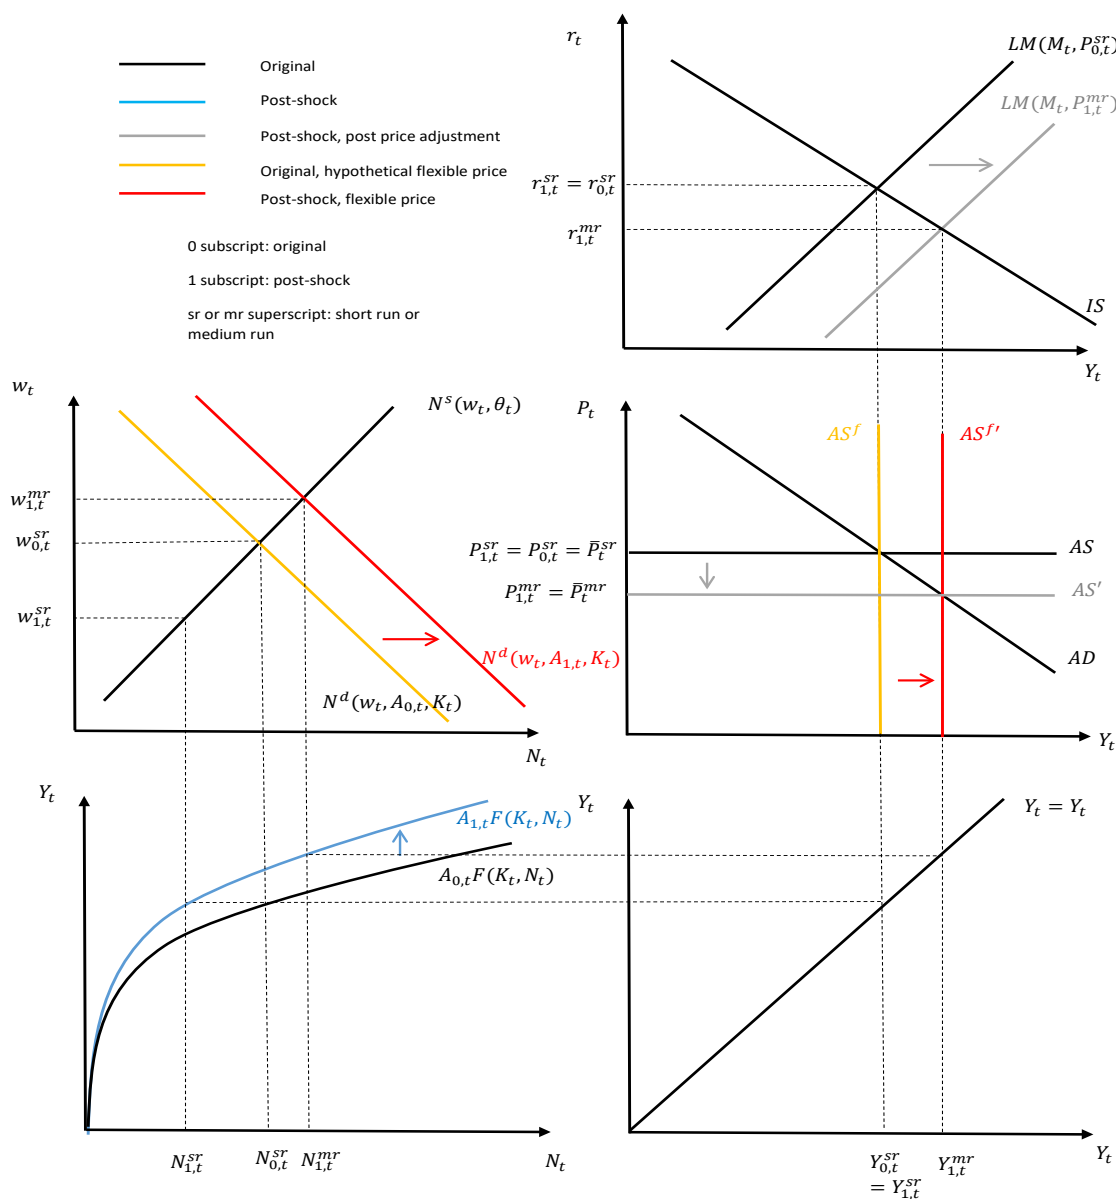 Original
Post-shock
Post-shock, post price adjustment
Original, hypothetical flexible price
Post-shock, flexible price
0 subscript: original
1 subscript: post-shock
sr or mr superscript: short run or
medium run
$r_t$
$LM(M_t, P_{0,t}^{sr})$
$LM(M_t, P_{1,t}^{mr})$
$r_{1,t}^{sr} = r_{0,t}^{sr}$
$r_{1,t}^{mr}$
$IS$
$Y_t$
$w_t$
$N^s(w_t, \theta_t)$
$w_{1,t}^{mr}$
$w_{0,t}^{sr}$
$w_{1,t}^{sr}$
$N^d(w_t, A_{1,t}, K_t)$
$N^d(w_t, A_{0,t}, K_t)$
$N_t$
$P_t$
$AS^f$
$AS^{f\prime}$
$P_{1,t}^{sr} = P_{0,t}^{sr} = \bar{P}_t^{sr}$
$AS$
$P_{1,t}^{mr} = \bar{P}_t^{mr}$
$AS'$
$AD$
$Y_t$
$Y_t$
$A_{1,t}F(K_t, N_t)$
$A_{0,t}F(K_t, N_t)$
$N_{1,t}^{sr}$
$N_{0,t}^{sr}$
$N_{1,t}^{mr}$
$N_t$
$Y_t$
$Y_t = Y_t$
$Y_{0,t}^{sr}$
$= Y_{1,t}^{sr}$
$Y_{1,t}^{mr}$
$Y_t$